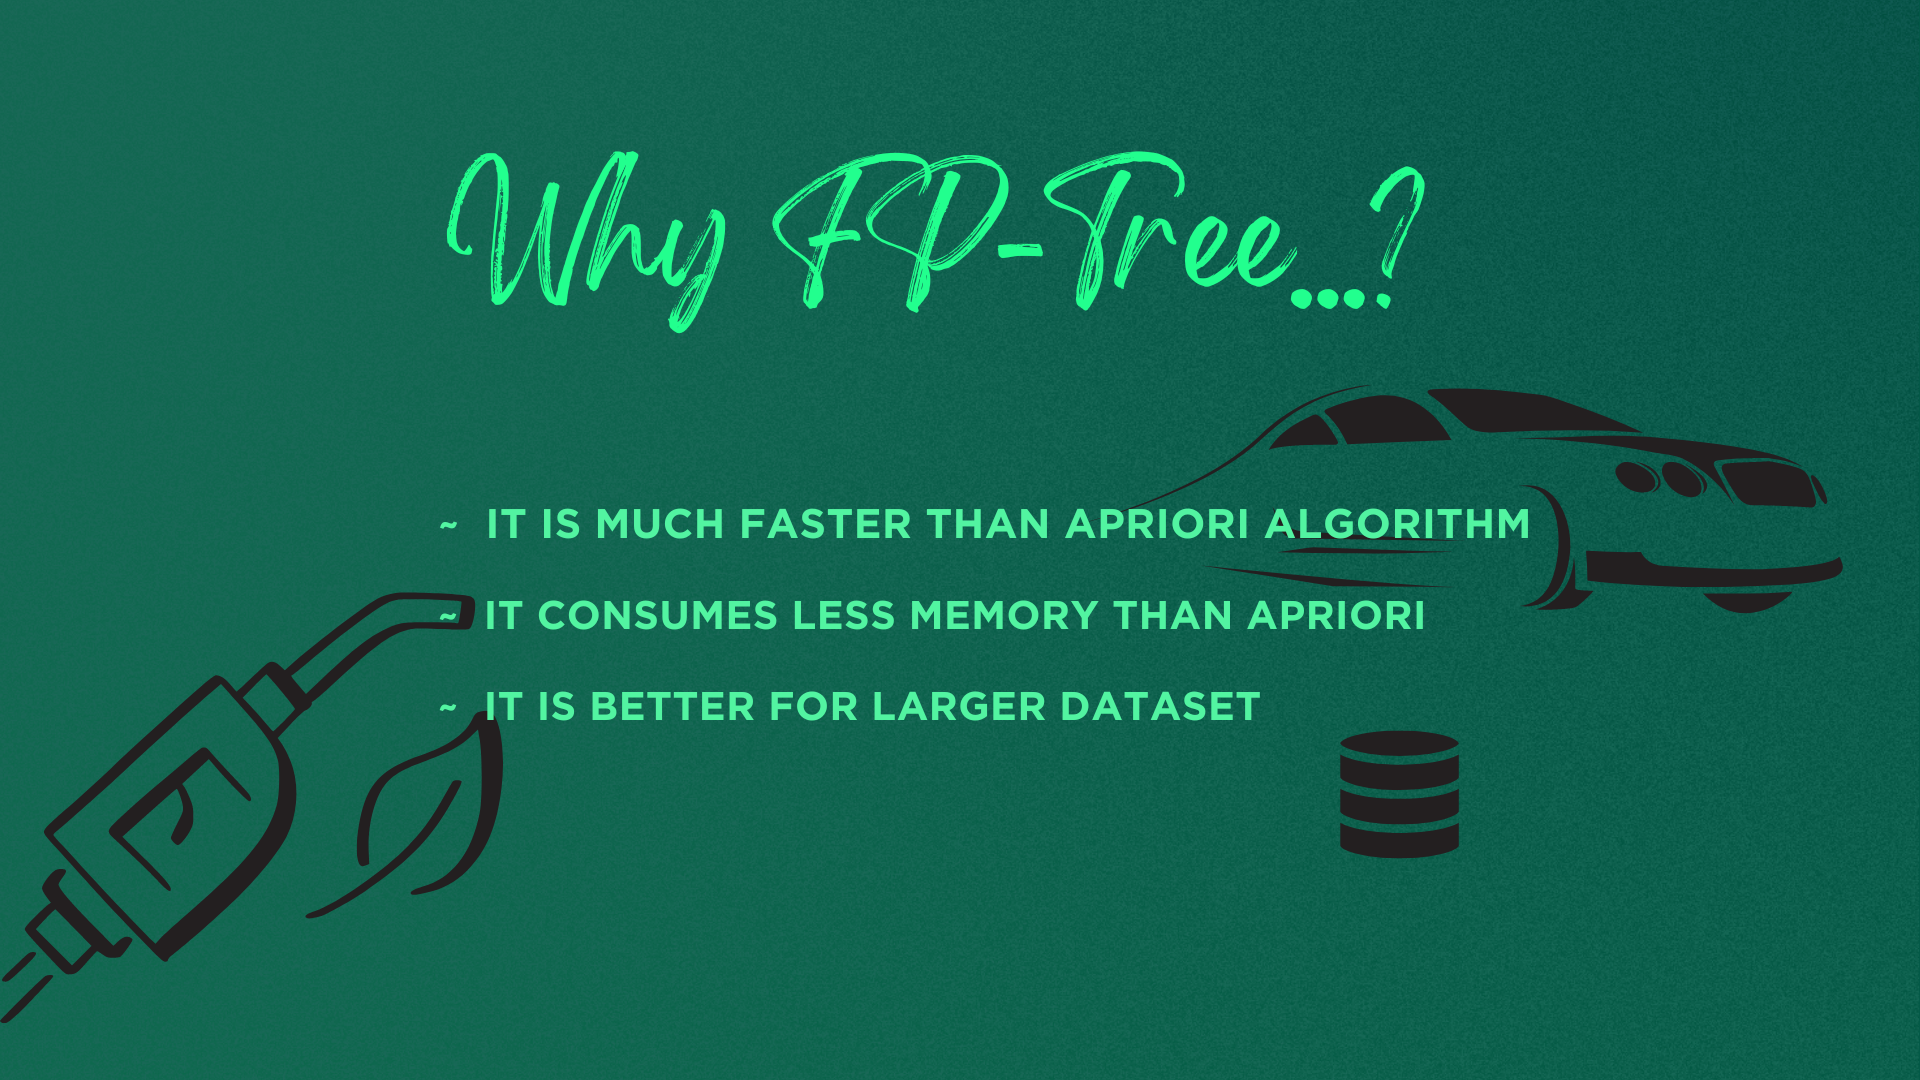 Why FP-Tree...?
~ IT IS MUCH FASTER THAN APRIORI ALGORITHM
~ IT CONSUMES LESS MEMORY THAN APRIORI
~ IT IS BETTER FOR LARGER DATASET